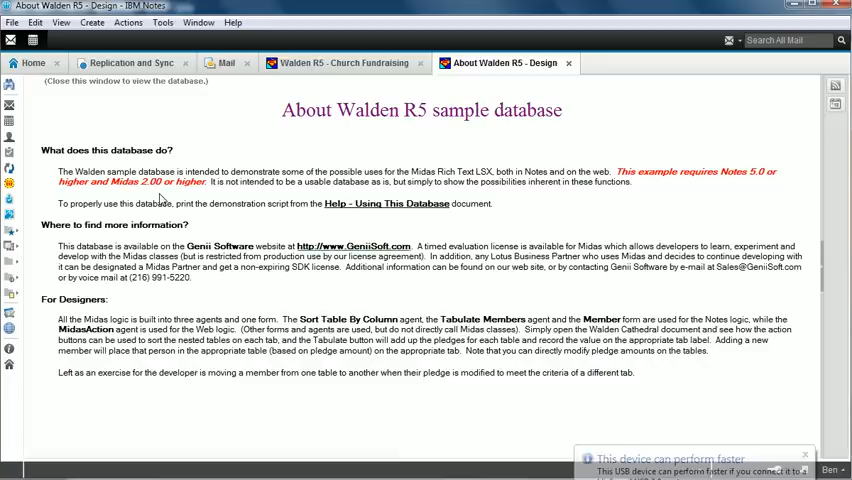 About Walden R5 - Design - IBM Notes
File Edit View Create Actions Tools Window Help
Search All Mail
Home Replication and Sync Mail Walden R5 - Church Fundraising About Walden R5 - Design
(Close this window to view the database.)
About Walden R5 sample database
What does this database do?
The Walden sample database is intended to demonstrate some of the possible uses for the Midas Rich Text LSX, both in Notes and on the web. This example requires Notes 5.0 or
higher and Midas 2.00 or higher. It is not intended to be a usable database as is, but simply to show the possibilities inherent in these functions.
To properly use this database, print the demonstration script from the Help - Using This Database document.
Where to find more information?
This database is available on the Genii Software website at http://www.GeniiSoft.com. A timed evaluation license is available for Midas which allows developers to learn, experiment and
develop with the Midas classes (but is restricted from production use by our license agreement). In addition, any Lotus Business Partner who uses Midas and decides to continue developing with
it can be designated a Midas Partner and get a non-expiring SDK license. Additional information can be found on our web site, or by contacting Genii Software by e-mail at Sales@GeniiSoft.com
or by voice mail at (216) 991-5220.
For Designers:
All the Midas logic is built into three agents and one form. The Sort Table By Column agent, the Tabulate Members agent and the Member form are used for the Notes logic, while the
MidasAction agent is used for the Web logic. (Other forms and agents are used, but do not directly call Midas classes). Simply open the Walden Cathedral document and see how the action
buttons can be used to sort the nested tables on each tab, and the Tabulate button will add up the pledges for each table and record the value on the appropriate tab label. Adding a new
member will place that person in the appropriate table (based on pledge amount) on the appropriate tab. Note that you can directly modify pledge amounts on the tables.
Left as an exercise for the developer is moving a member from one table to another when their pledge is modified to meet the criteria of a different tab.
This device can perform faster
This USB device can perform faster if you connect it to a
Ben